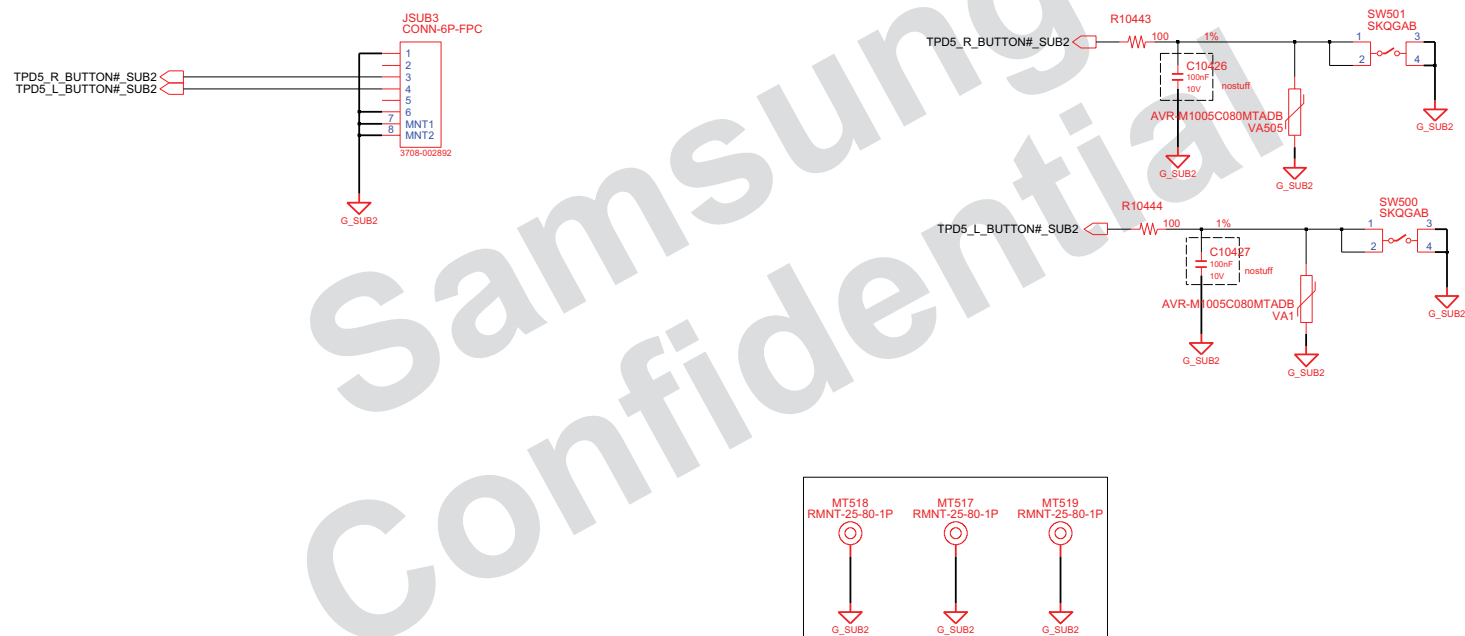 JSUB3
CONN-6P-FPC
1
2
3
4
5
6
7 MNT1
8 MNT2
3708-002892
TPD5_R_BUTTON#_SUB2
TPD5_L_BUTTON#_SUB2
G_SUB2
R10443
TPD5_R_BUTTON#_SUB2
100
1%
C10426
100nF
10V
nostuff
G_SUB2
AVR-M1005C080MTADB
VA505
G_SUB2
SW501
SKQGAB
1
2
3
4
G_SUB2
R10444
TPD5_L_BUTTON#_SUB2
100
1%
C10427
100nF
10V
nostuff
G_SUB2
AVR-M1005C080MTADB
VA1
G_SUB2
SW500
SKQGAB
1
2
3
4
G_SUB2
MT518
RMNT-25-80-1P
G_SUB2
MT517
RMNT-25-80-1P
G_SUB2
MT519
RMNT-25-80-1P
G_SUB2
Samsung
Confidential